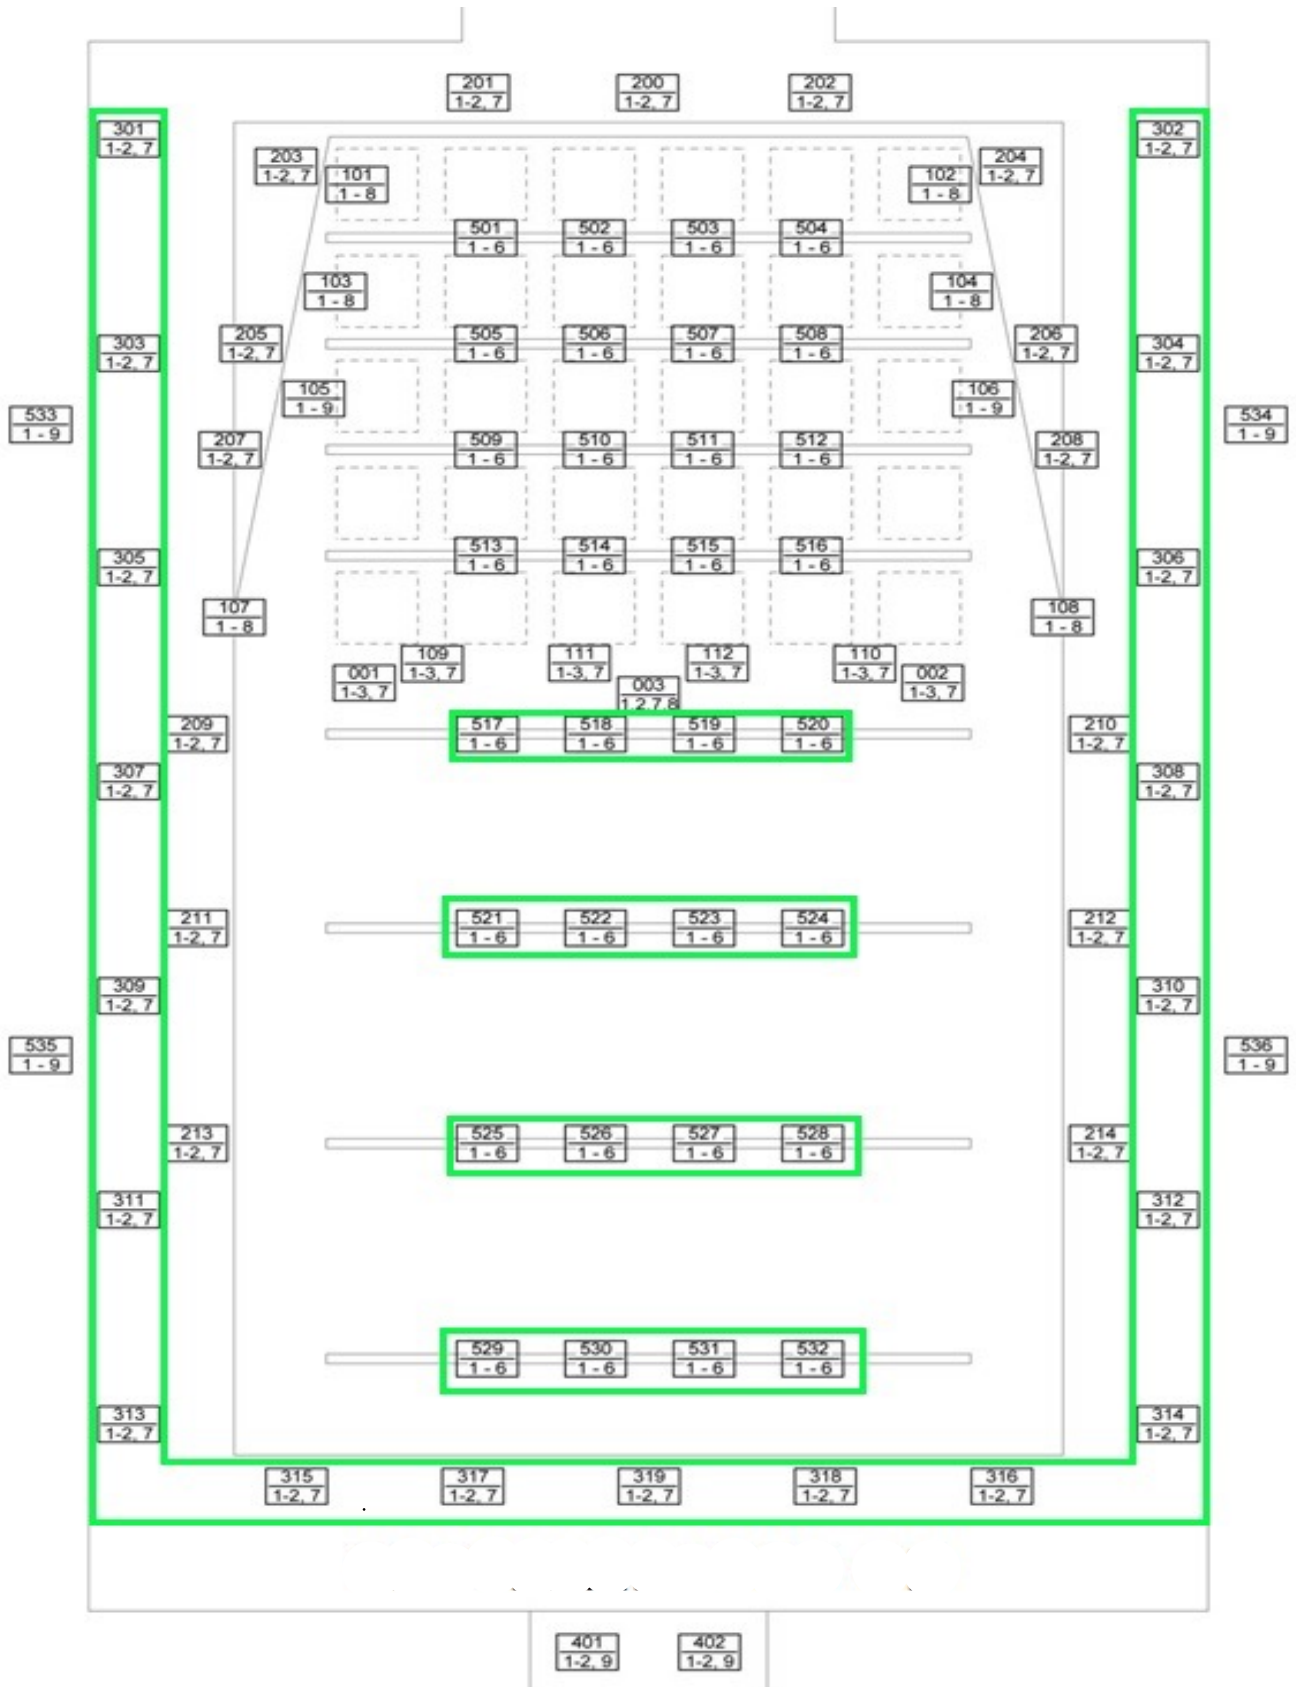 201
1-2, 7
200
1-2, 7
202
1-2, 7
301
1-2, 7
302
1-2, 7
203
1-2, 7
204
1-2, 7
101
1 - 8
102
1 - 8
501
1 - 6
502
1 - 6
503
1 - 6
504
1 - 6
103
1 - 8
104
1 - 8
205
1-2, 7
505
1 - 6
506
1 - 6
507
1 - 6
508
1 - 6
206
1-2, 7
303
1-2, 7
304
1-2, 7
105
1 - 9
106
1 - 9
533
1 - 9
534
1 - 9
207
1-2, 7
509
1 - 6
510
1 - 6
511
1 - 6
512
1 - 6
208
1-2, 7
513
1 - 6
514
1 - 6
515
1 - 6
516
1 - 6
305
1-2, 7
306
1-2, 7
107
1 - 8
108
1 - 8
109
1-3, 7
111
1-3, 7
112
1-3, 7
110
1-3, 7
001
1-3, 7
002
1-3, 7
003
1,2,7,8
209
1-2, 7
517
1 - 6
518
1 - 6
519
1 - 6
520
1 - 6
210
1-2, 7
307
1-2, 7
308
1-2, 7
211
1-2, 7
521
1 - 6
522
1 - 6
523
1 - 6
524
1 - 6
212
1-2, 7
309
1-2, 7
310
1-2, 7
535
1 - 9
536
1 - 9
213
1-2, 7
525
1 - 6
526
1 - 6
527
1 - 6
528
1 - 6
214
1-2, 7
311
1-2, 7
312
1-2, 7
529
1 - 6
530
1 - 6
531
1 - 6
532
1 - 6
313
1-2, 7
314
1-2, 7
315
1-2, 7
317
1-2, 7
319
1-2, 7
318
1-2, 7
316
1-2, 7
401
1-2, 9
402
1-2, 9